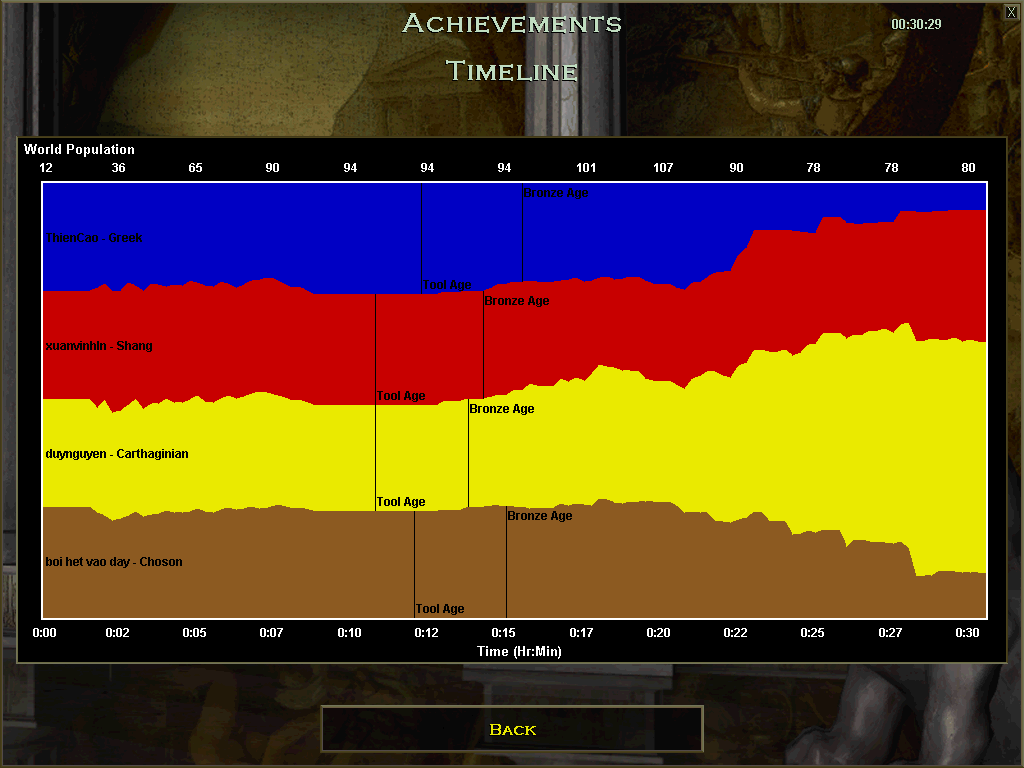 Achievements
00:30:29
X
Timeline
World Population
12 36 65 90 94 94 94 101 107 90 78 78 80
Bronze Age
ThienCao - Greek
Tool Age
Bronze Age
xuanvinhIn - Shang
Tool Age
Bronze Age
duynguyen - Carthaginian
Tool Age
Bronze Age
boi het vao day - Choson
Tool Age
0:00 0:02 0:05 0:07 0:10 0:12 0:15 0:17 0:20 0:22 0:25 0:27 0:30
Time (Hr:Min)
Back